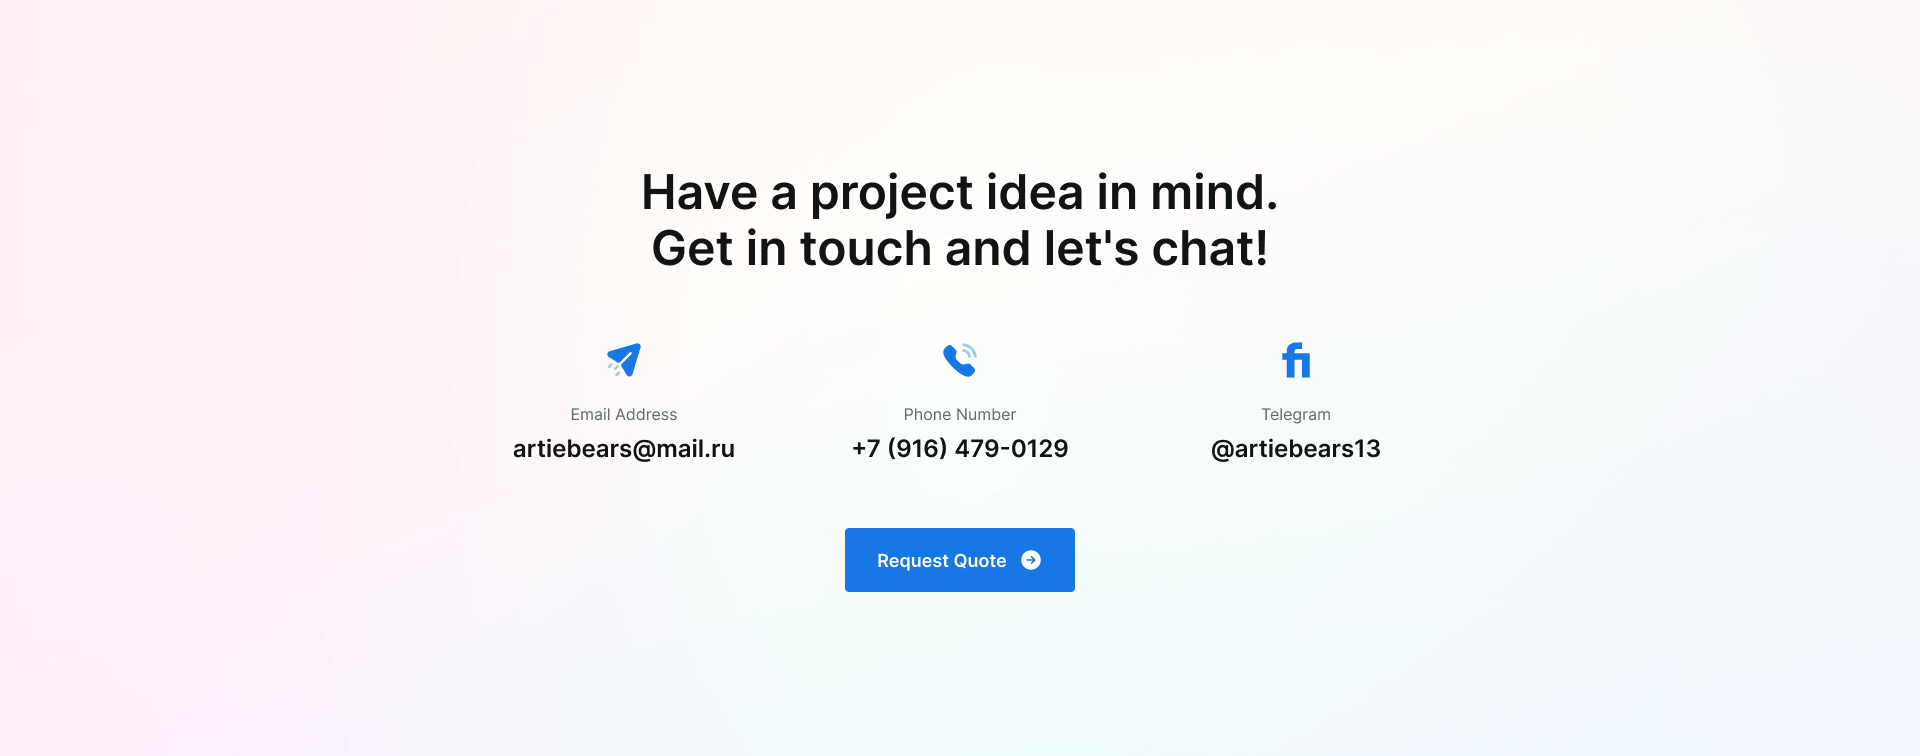 Have a project idea in mind.
Get in touch and let's chat!
Email Address
artiebears@mail.ru
Phone Number
+7 (916) 479-0129
fi
Telegram
@artiebears13
Request Quote